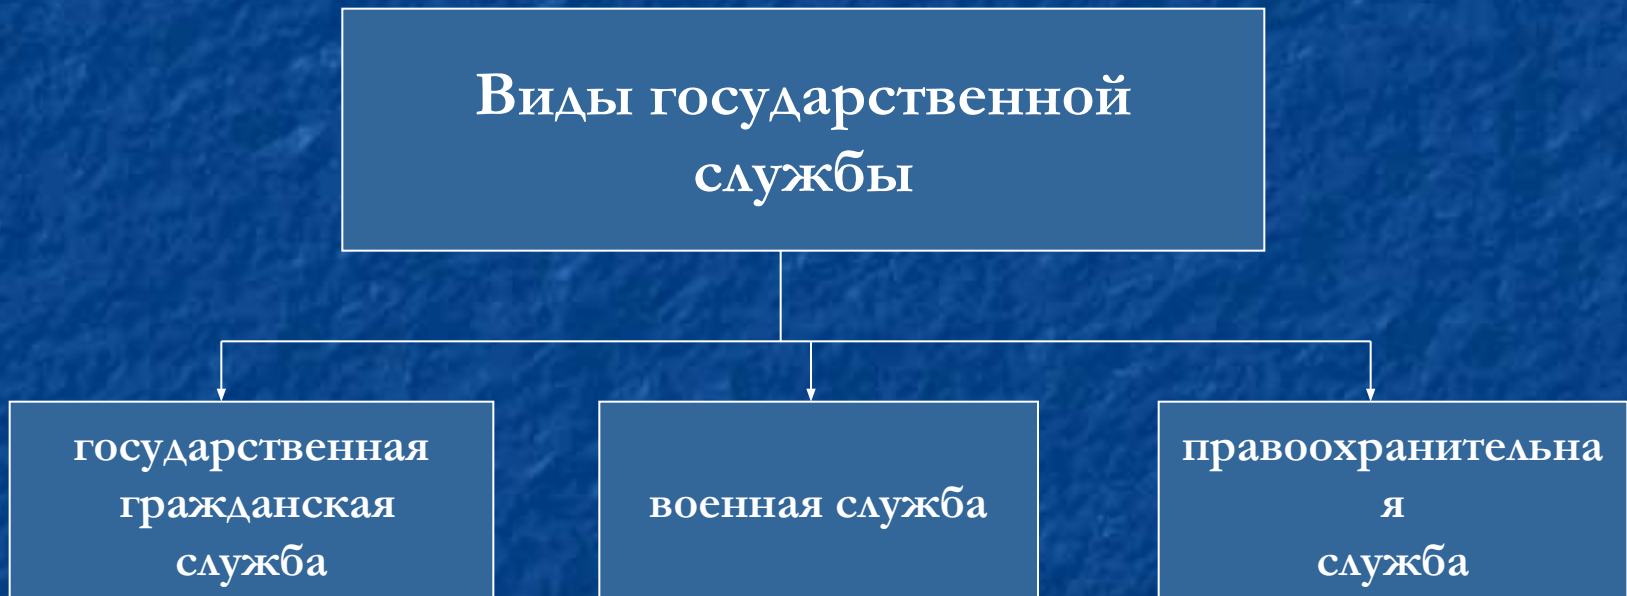 Виды государственной
службы
государственная
гражданская
служба
военная служба
правоохранительна
я
служба